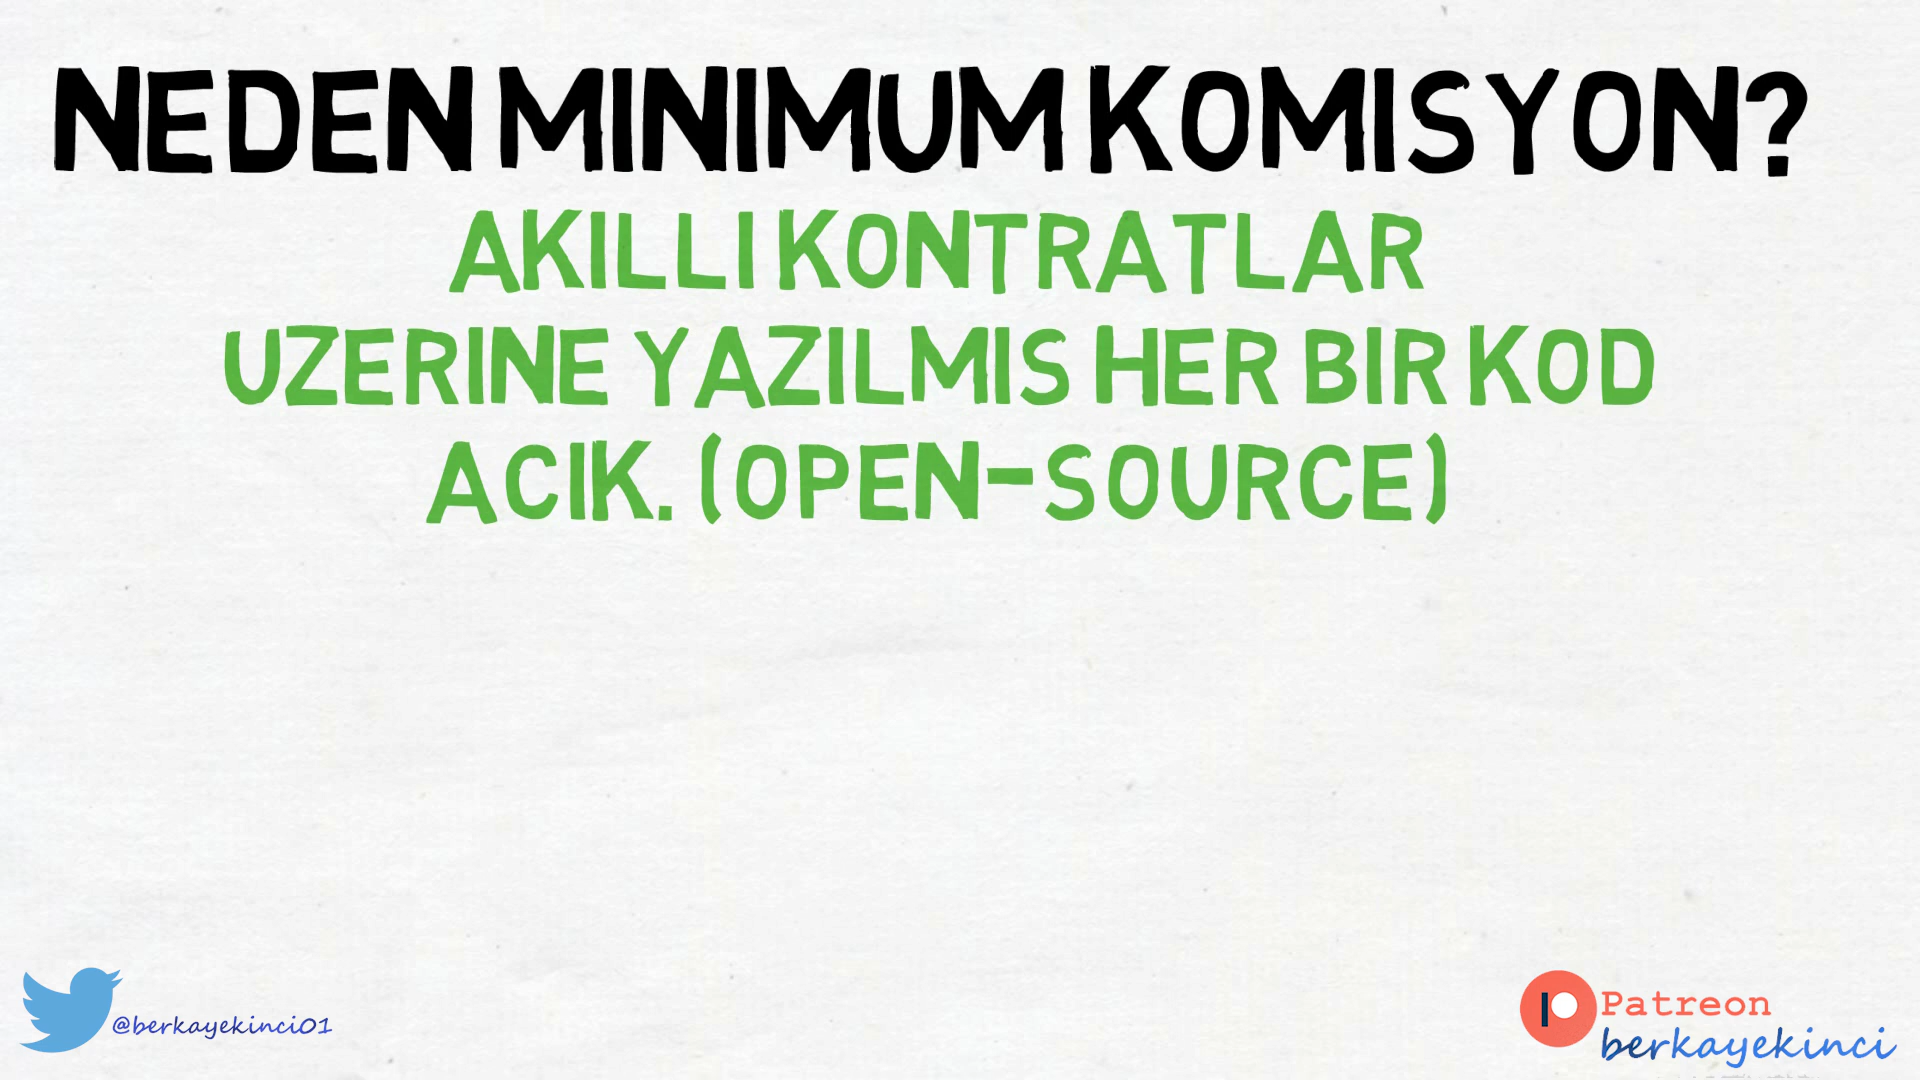 NEDEN MINIMUM KOMISYON?
AKILLI KONTRATLAR
UZERINE YAZILMIS HER BIR KOD
ACIK. (OPEN-SOURCE)
@berkayekinci01
Patreon
berkayekinci